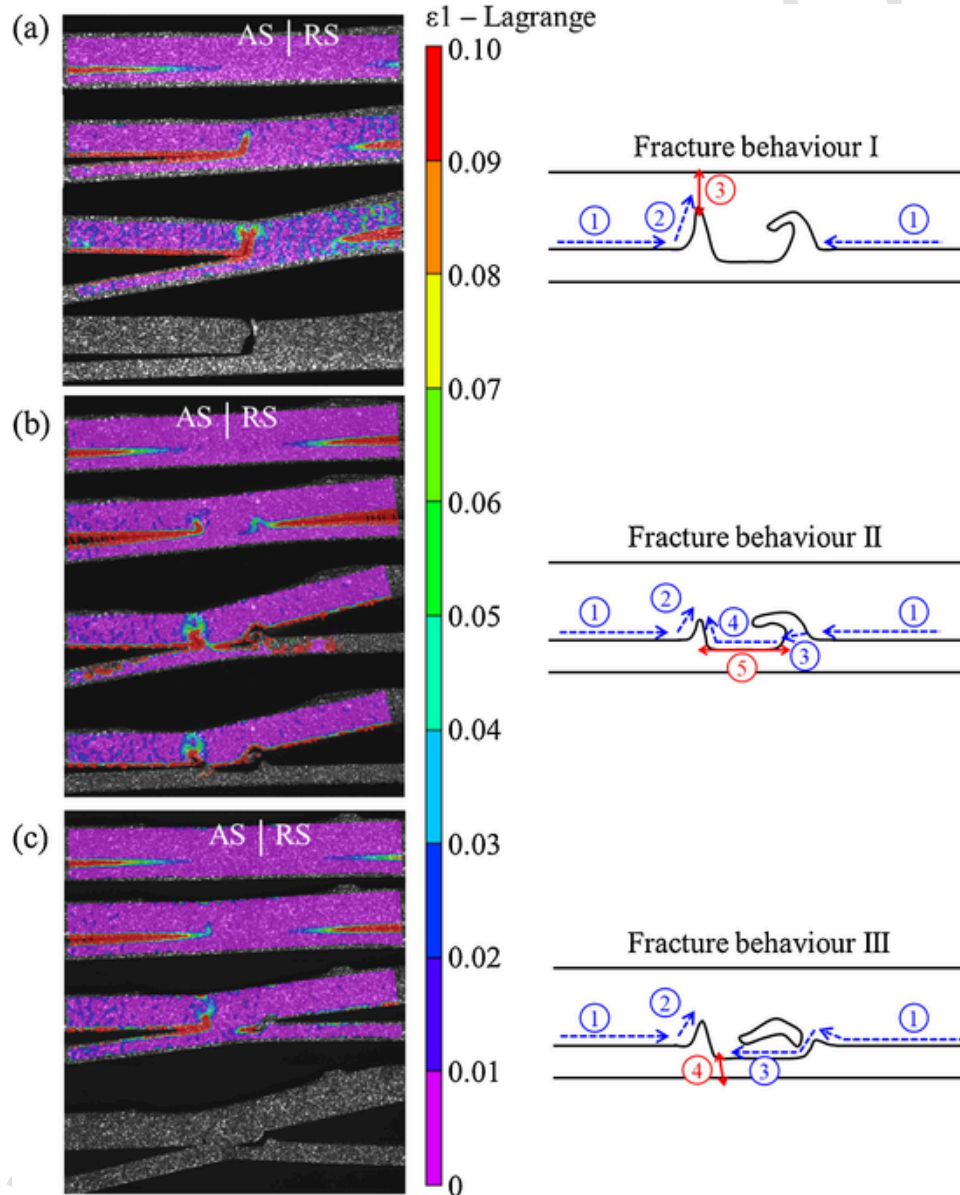 (a)
AS | RS
ε1 – Lagrange
0.10
0.09
0.08
0.07
0.06
0.05
0.04
0.03
0.02
0.01
0
Fracture behaviour I
1
2
3
1
(b)
AS | RS
Fracture behaviour II
1
2
4
1
3
5
(c)
AS | RS
Fracture behaviour III
1
2
1
4
3